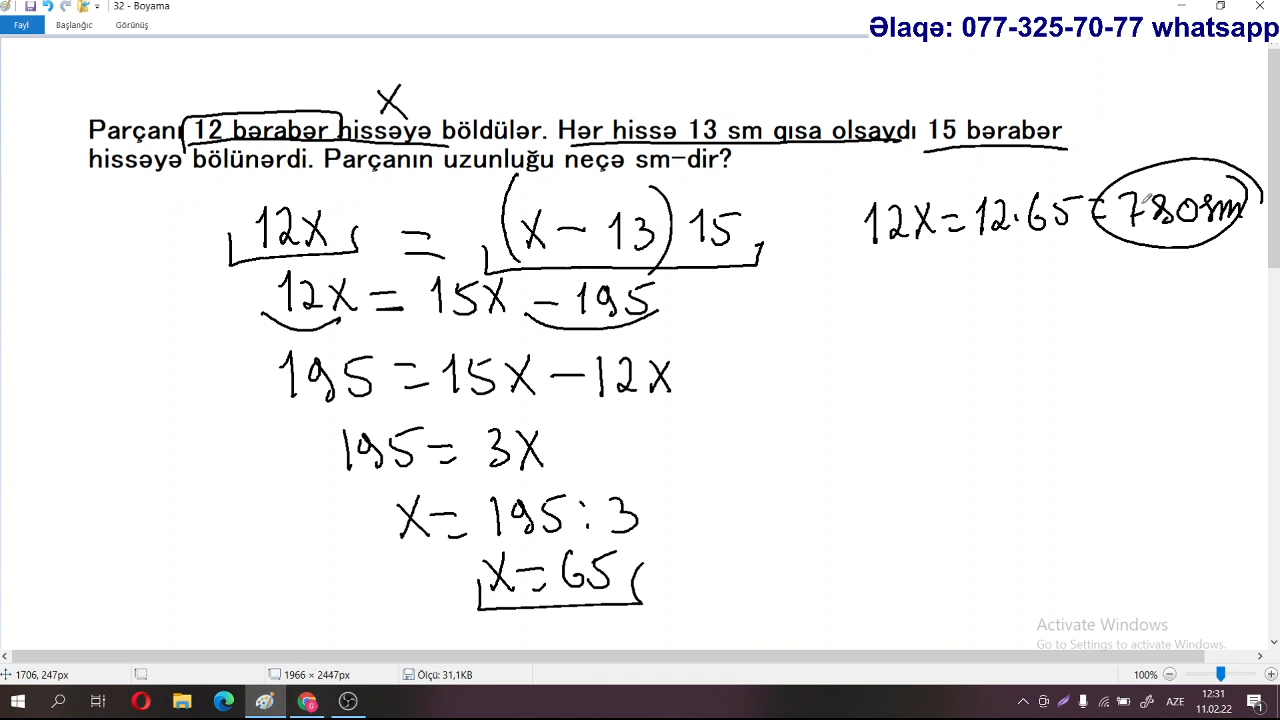 32 - Boyama
Fayl Başlanğıc Görünüş
Əlaqə: 077-325-70-77 whatsapp
x
Parçanı 12 bərabər hissəyə böldülər. Hər hissə 13 sm qısa olsaydı 15 bərabər
hissəyə bölünərdi. Parçanın uzunluğu neçə sm-dir?
12x = (x - 13) 15
12x = 12·65 = 780sm
12x = 15x - 195
195 = 15x - 12x
195 = 3x
x = 195 : 3
x = 65
Activate Windows
Go to Settings to activate Windows.
1706, 247px 1966 × 2447px Ölçü: 31,1KB 100%
AZE 12:31
11.02.22
1